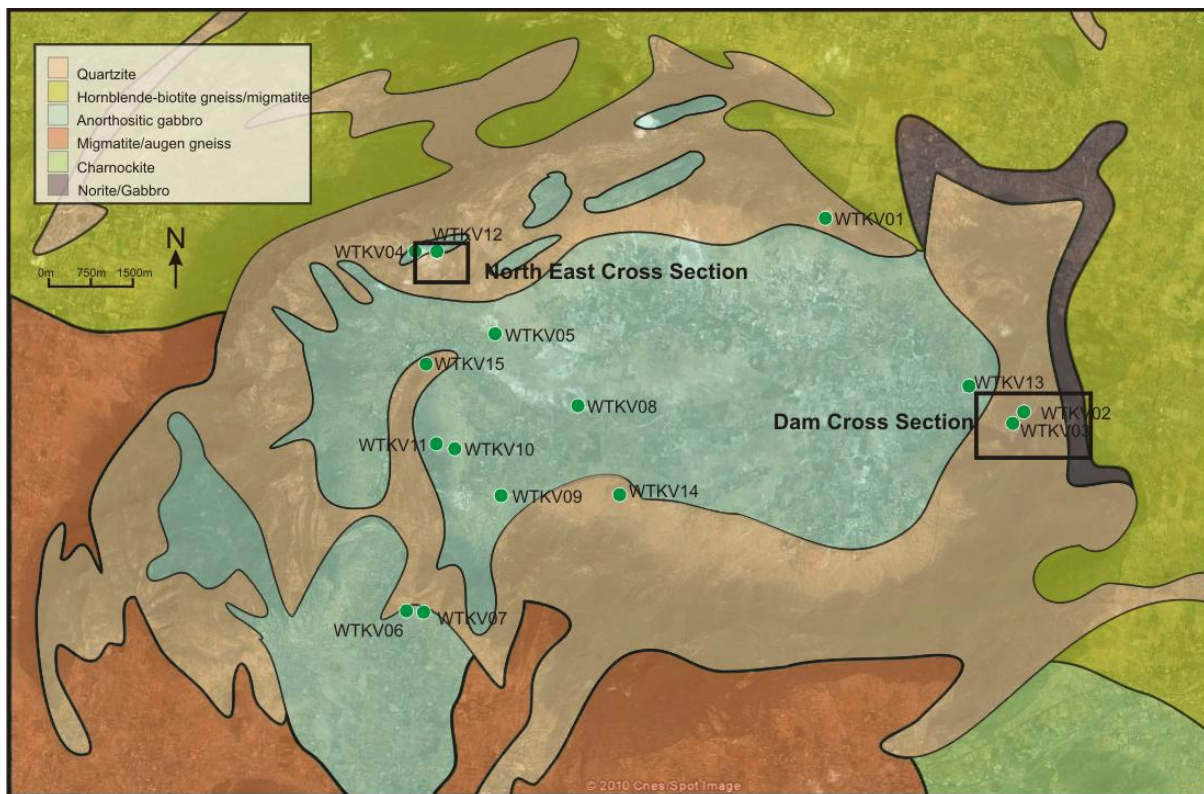 Quartzite
Hornblende-biotite gneiss/migmatite
Anorthositic gabbro
Migmatite/augen gneiss
Charnockite
Norite/Gabbro
N
0m 750m 1500m
WTKV01
WTKV12
WTKV04
North East Cross Section
WTKV05
WTKV15
WTKV13
WTKV08
WTKV02
Dam Cross Section
WTKV03
WTKV11
WTKV10
WTKV09
WTKV14
WTKV07
WTKV06
© 2010 Cnes/Spot Image